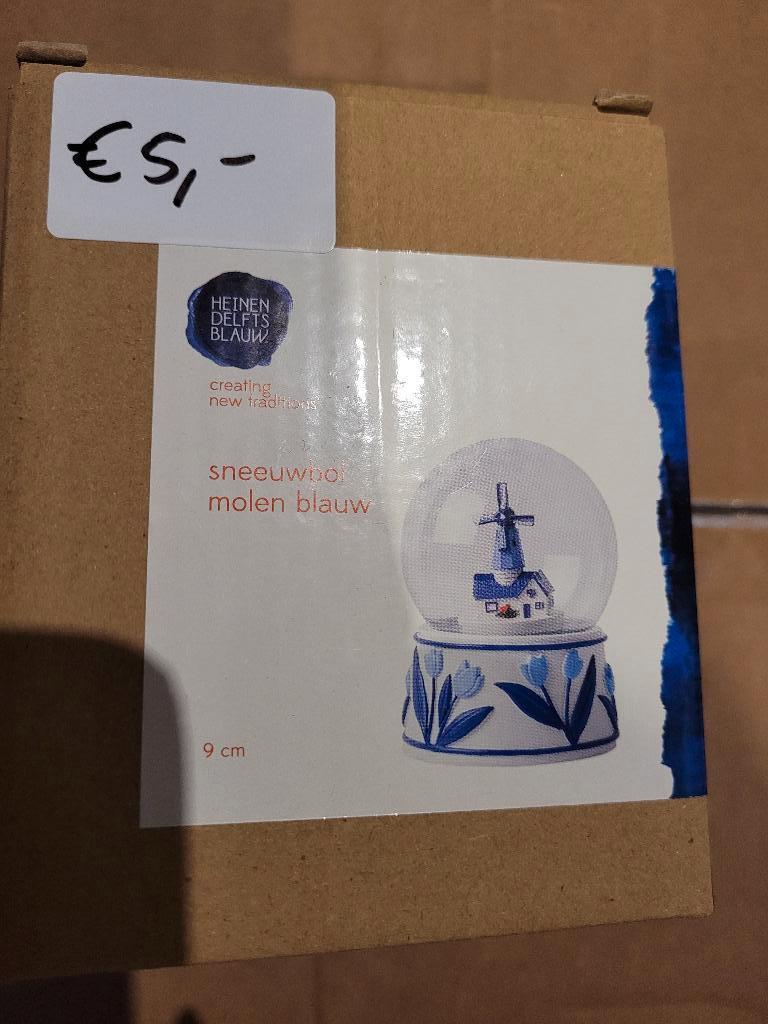 €5,-
HEINEN
DELFTS
BLAUW
creating
new traditions
sneeuwbol
molen blauw
9 cm